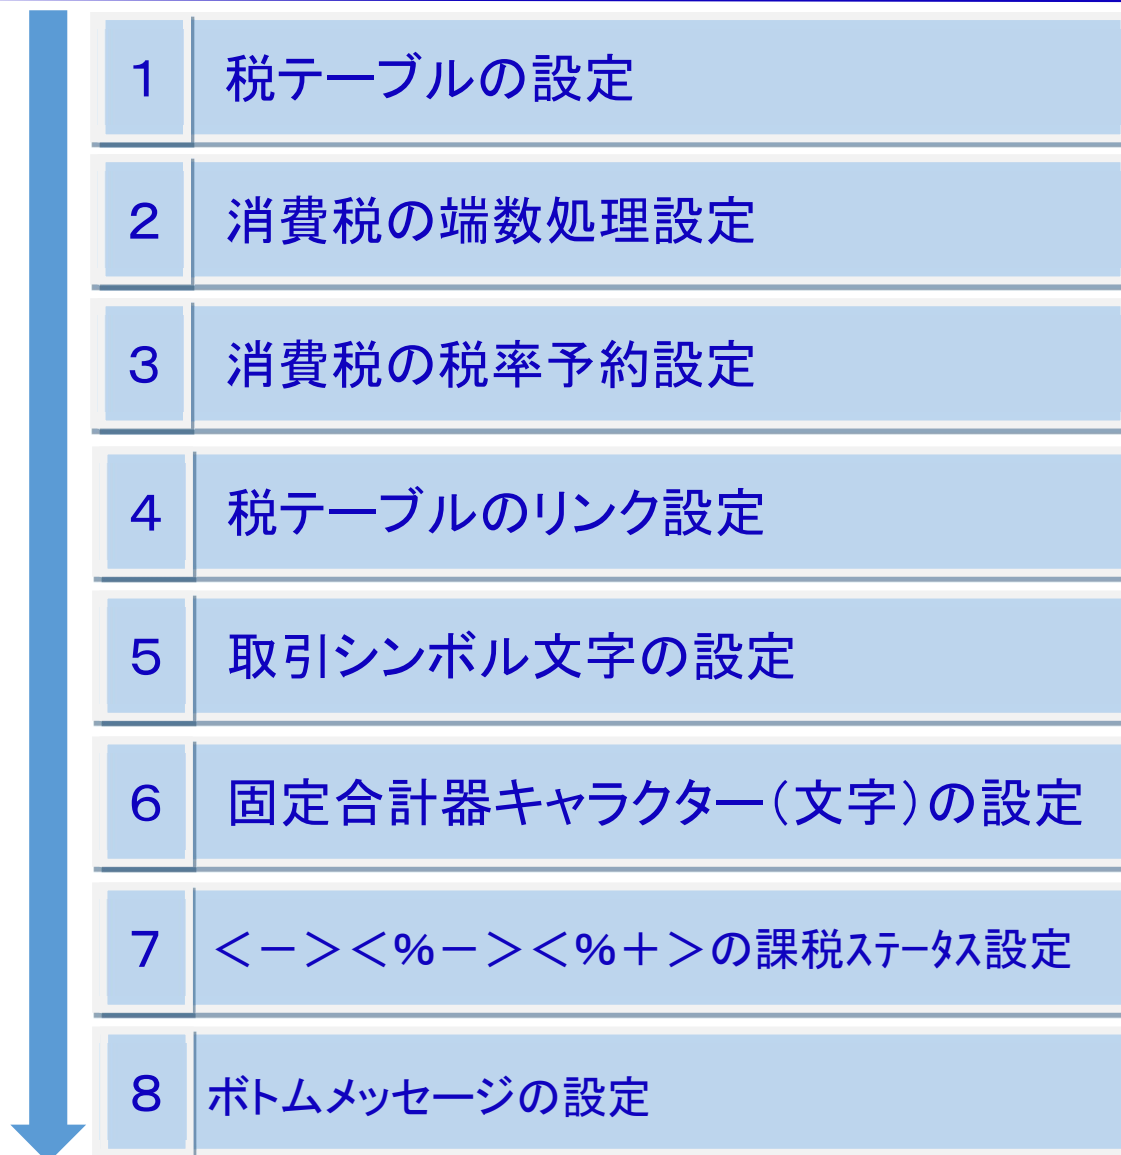 1 税テーブルの設定
2 消費税の端数処理設定
3 消費税の税率予約設定
4 税テーブルのリンク設定
5 取引シンボル文字の設定
6 固定合計器キャラクター(文字)の設定
7 <-><%-><%+>の課税ステータス設定
8 ボトムメッセージの設定